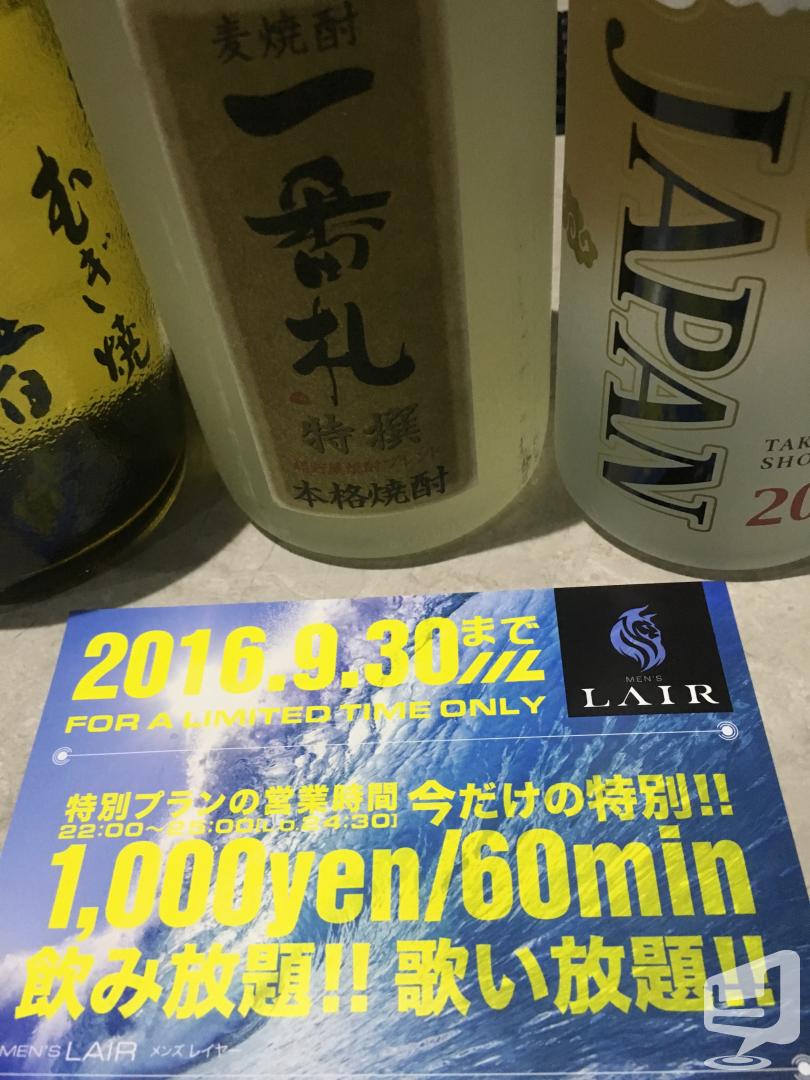 むぎ焼
麦焼酎
一番札
特撰
本格焼酎
JAPAN
TAK
SHO
20
2016.9.30まで
FOR A LIMITED TIME ONLY
MEN'S
LAIR
特別プランの営業時間 今だけの特別!!
22:00~25:00[Lo.24:30]
1,000yen/60min
飲み放題!! 歌い放題!!
MEN'S LAIR メンズ レイヤー